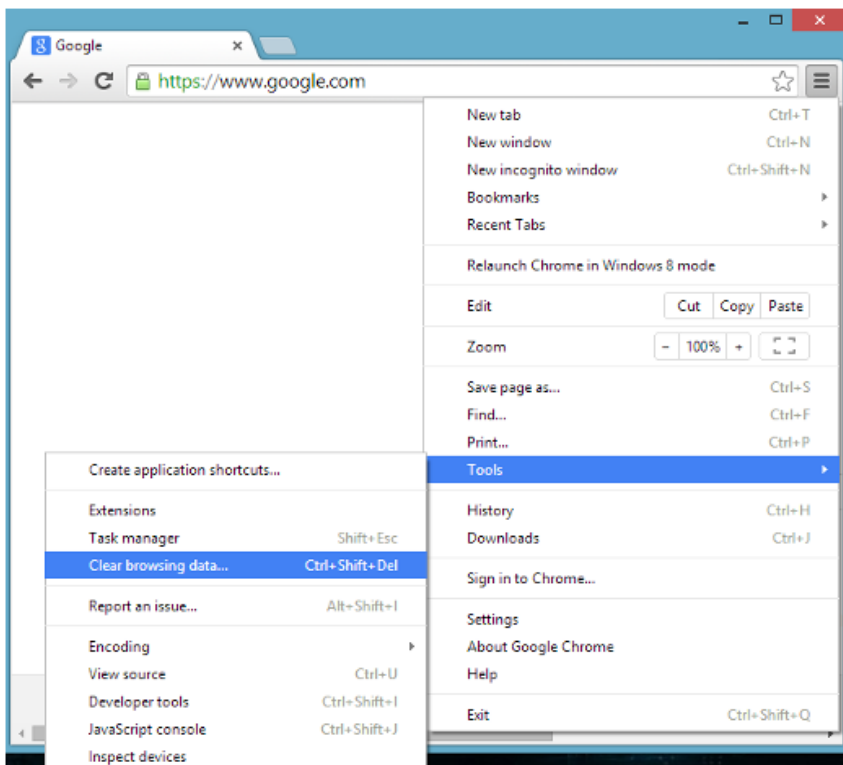 Google
https://www.google.com
New tab Ctrl+T
New window Ctrl+N
New incognito window Ctrl+Shift+N
Bookmarks
Recent Tabs
Relaunch Chrome in Windows 8 mode
Edit Cut Copy Paste
Zoom - 100% +
Save page as... Ctrl+S
Find... Ctrl+F
Print... Ctrl+P
Tools
History Ctrl+H
Downloads Ctrl+J
Sign in to Chrome...
Settings
About Google Chrome
Help
Exit Ctrl+Shift+Q
Create application shortcuts...
Extensions
Task manager Shift+Esc
Clear browsing data... Ctrl+Shift+Del
Report an issue... Alt+Shift+I
Encoding
View source Ctrl+U
Developer tools Ctrl+Shift+I
JavaScript console Ctrl+Shift+J
Inspect devices